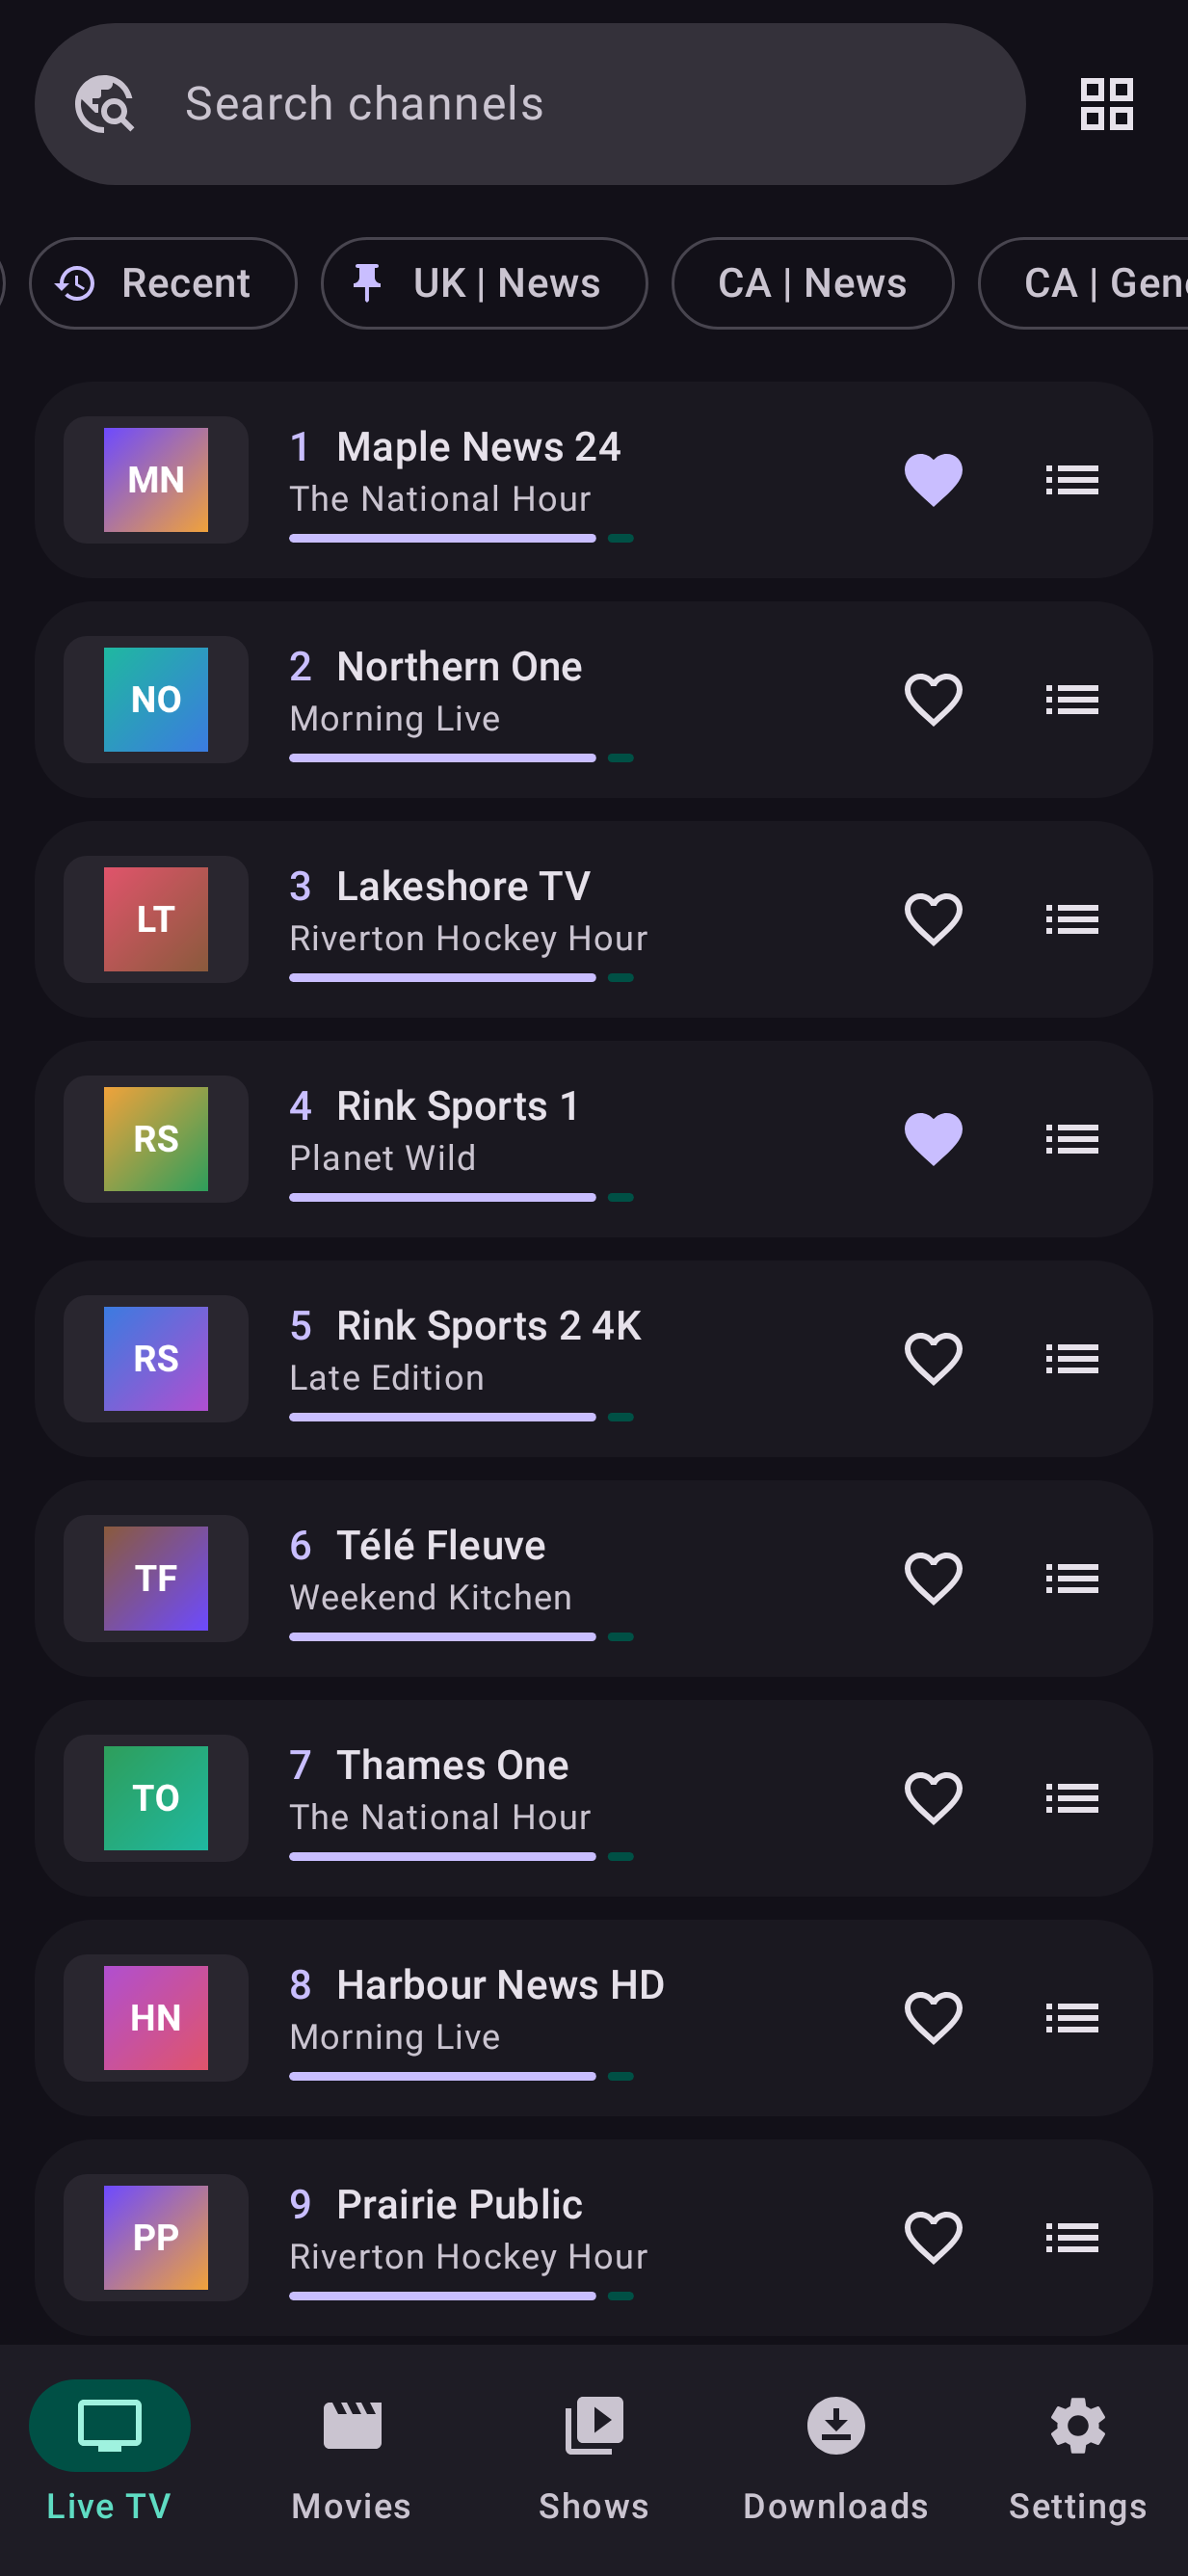 Search channels
Recent
UK | News
CA | News
CA | Gen
MN
1 Maple News 24
The National Hour
NO
2 Northern One
Morning Live
LT
3 Lakeshore TV
Riverton Hockey Hour
RS
4 Rink Sports 1
Planet Wild
RS
5 Rink Sports 2 4K
Late Edition
TF
6 Télé Fleuve
Weekend Kitchen
TO
7 Thames One
The National Hour
HN
8 Harbour News HD
Morning Live
PP
9 Prairie Public
Riverton Hockey Hour
Live TV
Movies
Shows
Downloads
Settings